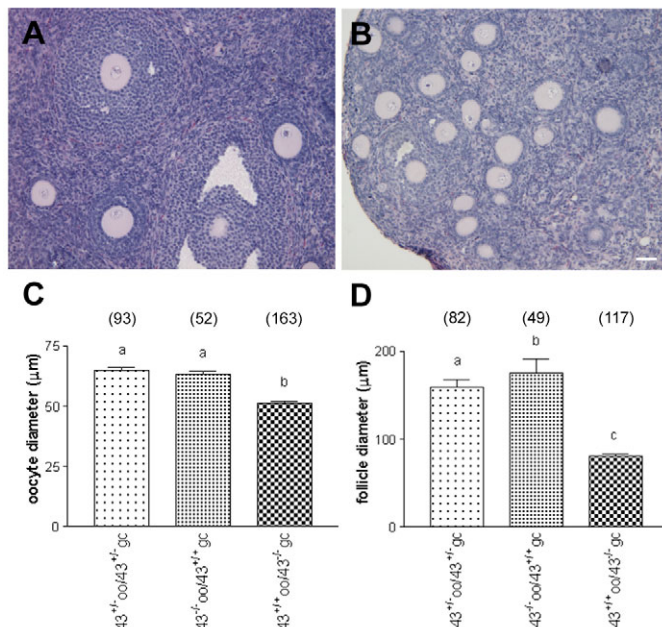 A
B
C
D
(93) (52) (163)
(82) (49) (117)
a a b
a b c
75
50
25
0
oocyte diameter (μm)
200
100
0
follicle diameter (μm)
43+/- oo/43+/- gc
43-/- oo/43+/+ gc
43+/+ oo/43-/- gc
43+/- oo/43+/- gc
43-/- oo/43+/+ gc
43+/+ oo/43-/- gc